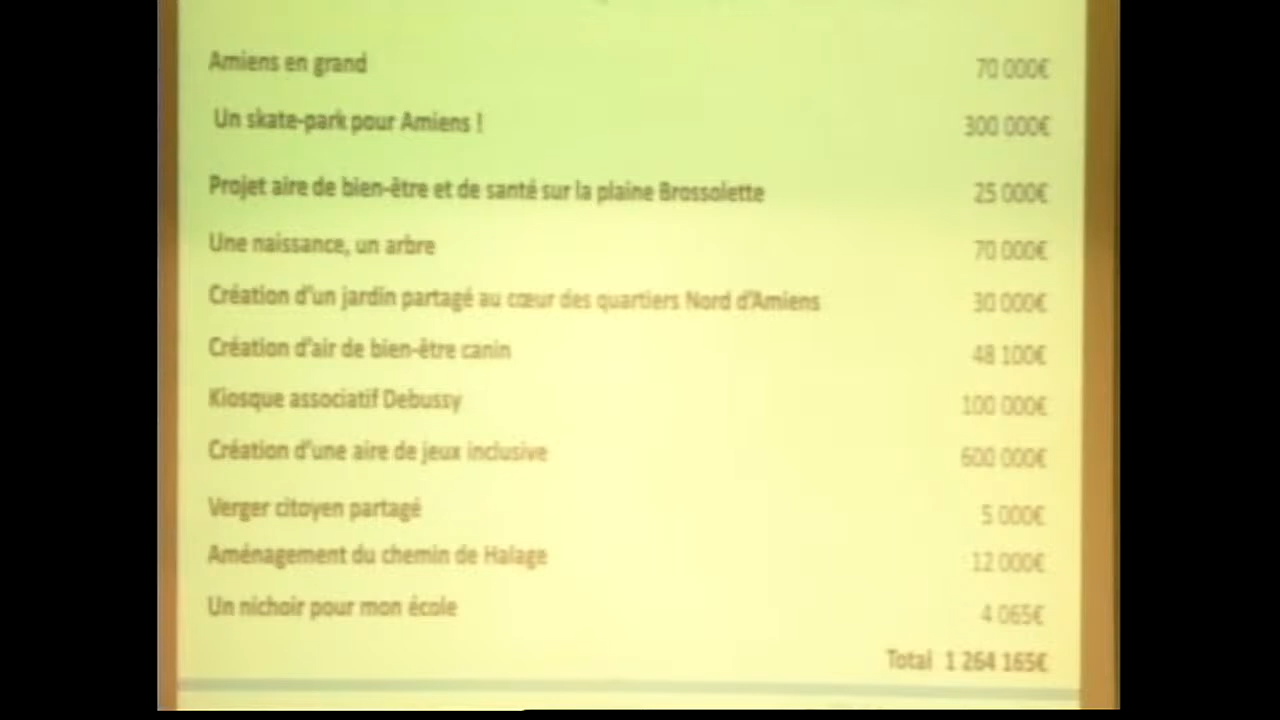 Amiens en grand 70 000€
Un skate-park pour Amiens ! 300 000€
Projet aire de bien-être et de santé sur la plaine Brossolette 25 000€
Une naissance, un arbre 70 000€
Création d'un jardin partagé au cœur des quartiers Nord d'Amiens 30 000€
Création d'air de bien-être canin 48 100€
Kiosque associatif Debussy 100 000€
Création d'une aire de jeux inclusive 600 000€
Verger citoyen partagé 5 000€
Aménagement du chemin de Halage 12 000€
Un nichoir pour mon école 4 065€
Total 1 264 165€